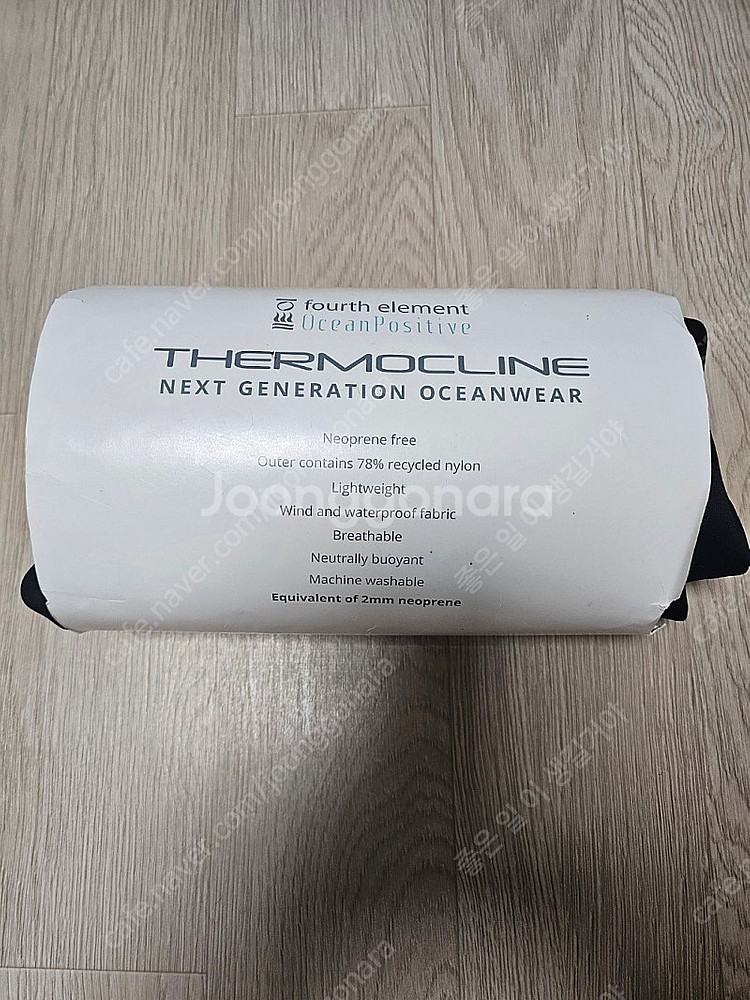 fourth element
OceanPositive
THERMOCLINE
NEXT GENERATION OCEANWEAR
Neoprene free
Outer contains 78% recycled nylon
Lightweight
Joonggonara
Wind and waterproof fabric
Breathable
Neutrally buoyant
Machine washable
Equivalent of 2mm neoprene
cafe.naver.com/joonggonara
좋은 일이 생길거야